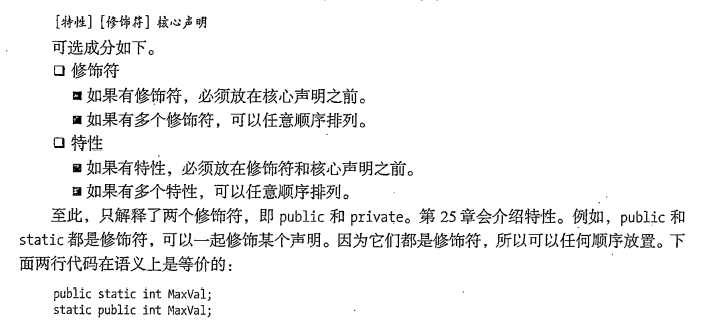 [特性] [修饰符] 核心声明
可选成分如下。
❑ 修饰符
■ 如果有修饰符，必须放在核心声明之前。
■ 如果有多个修饰符，可以任意顺序排列。
❑ 特性
■ 如果有特性，必须放在修饰符和核心声明之前。
■ 如果有多个特性，可以任意顺序排列。
至此，只解释了两个修饰符，即 public 和 private。第 25 章会介绍特性。例如，public 和
static 都是修饰符，可以一起修饰某个声明。因为它们都是修饰符，所以可以任何顺序放置。下
面两行代码在语义上是等价的：
public static int MaxVal;
static public int MaxVal;